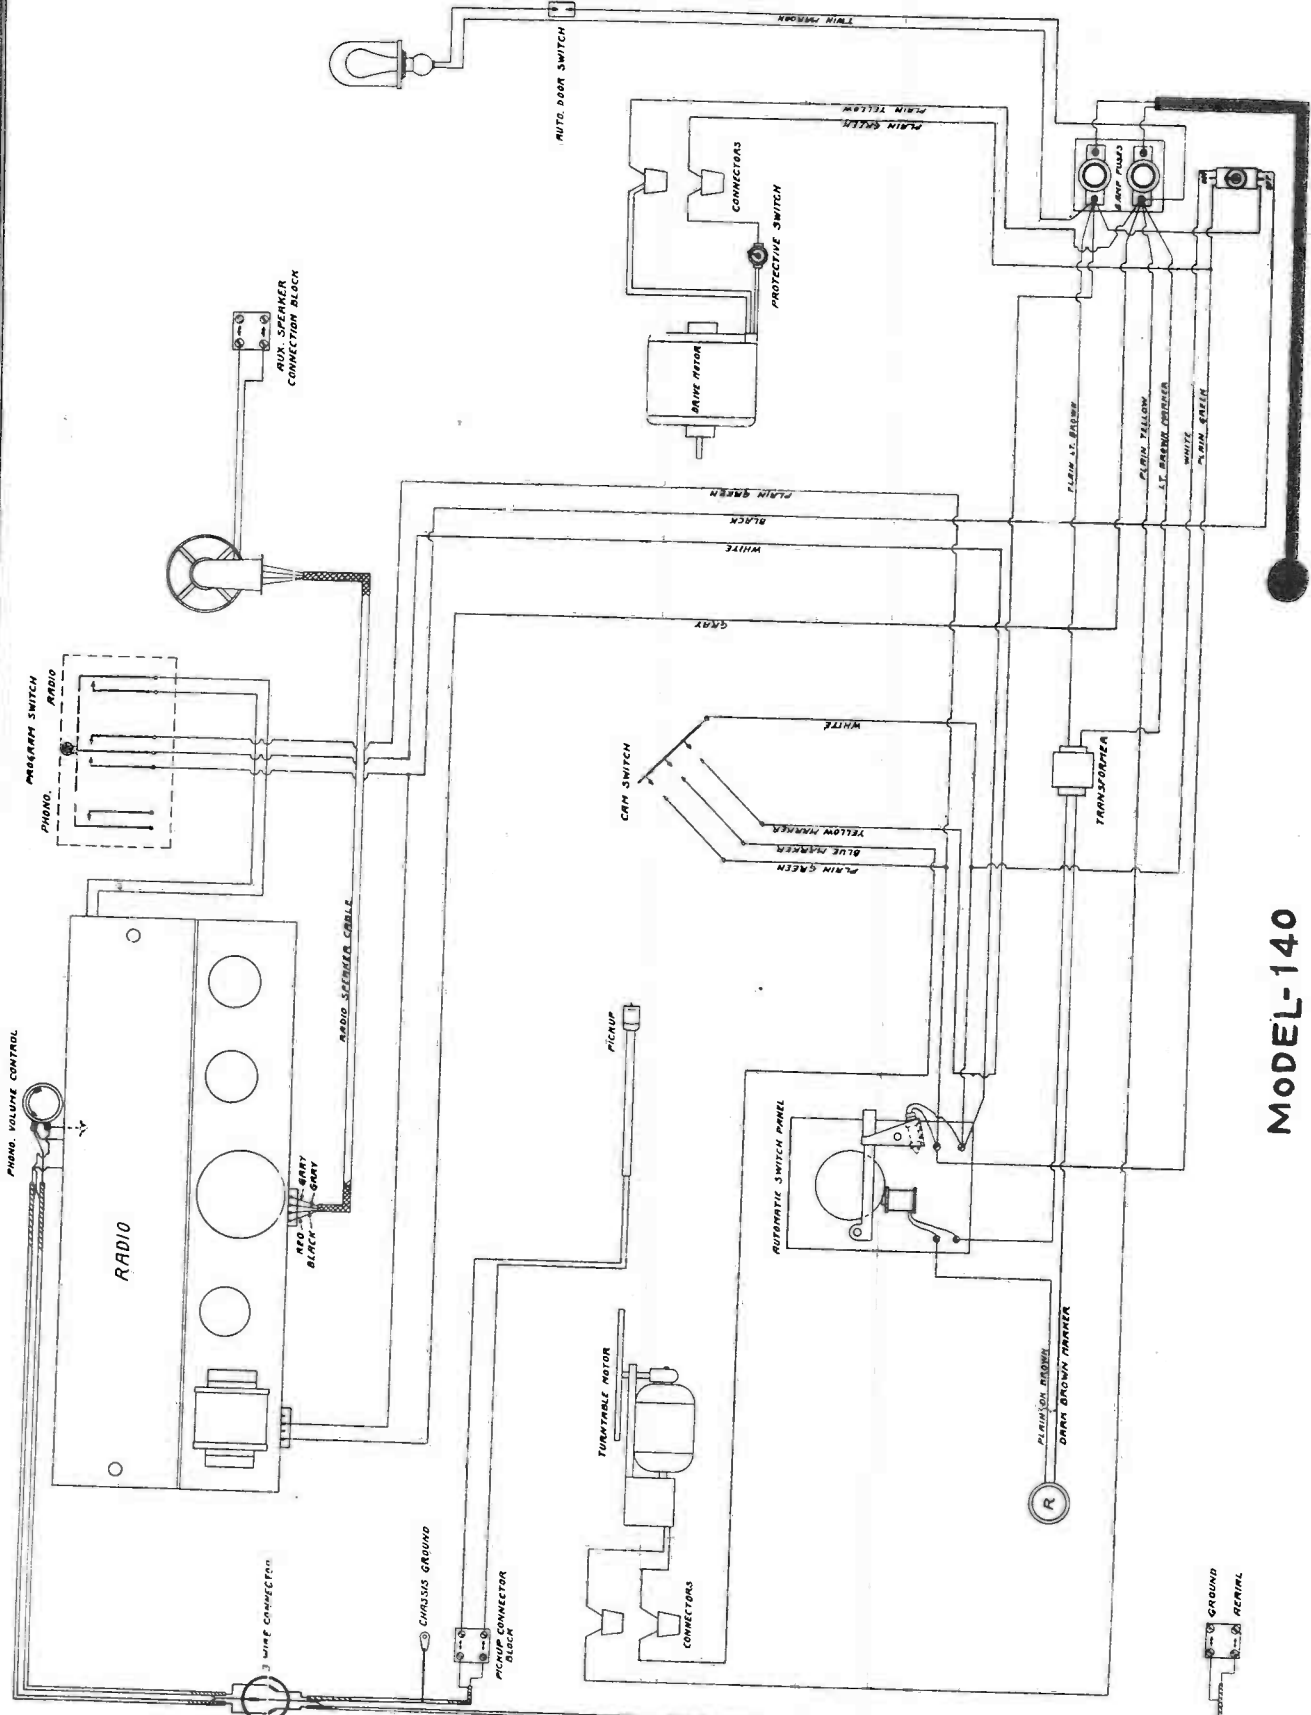 PHONO. VOLUME CONTROL
RADIO
RED
BLACK
GRAY
GRAY
RADIO SPEAKER CABLE
3 WIRE CONNECTOR
CHASSIS GROUND
PICKUP CONNECTOR
BLOCK
PROGRAM SWITCH
PHONO.
RADIO
AUX. SPEAKER
CONNECTION BLOCK
AUTO. DOOR SWITCH
TWIN MAROON
PLAIN YELLOW
PLAIN GREEN
CONNECTORS
PROTECTIVE SWITCH
DRIVE MOTOR
PLAIN GREEN
BLACK
WHITE
GRAY
CAM SWITCH
WHITE
YELLOW MARKER
BLUE MARKER
PLAIN GREEN
PICKUP
TURNTABLE MOTOR
CONNECTORS
AUTOMATIC SWITCH PANEL
TRANSFORMER
AMP FUSES
OFF
PLAIN LT. BROWN
PLAIN YELLOW
LT. BROWN MARKER
WHITE
PLAIN GREEN
BROWN
DARK BROWN MARKER
R
GROUND
AERIAL
MODEL-140